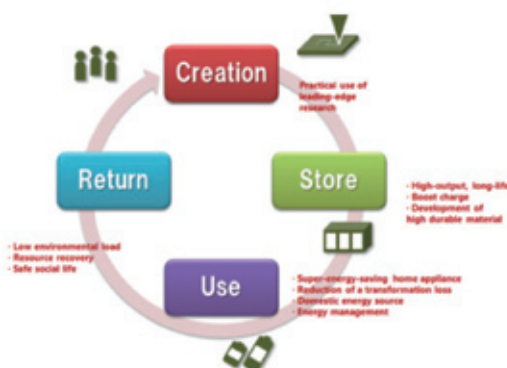 Creation
Practical use of
leading-edge
research
Return
Store
· High-output, long-life
· Boost charge
· Development of
high durable material
· Low environmental load
· Resource recovery
· Safe social life
Use
· Super-energy-saving home appliance
· Reduction of a transformation loss
· Domestic energy source
· Energy management